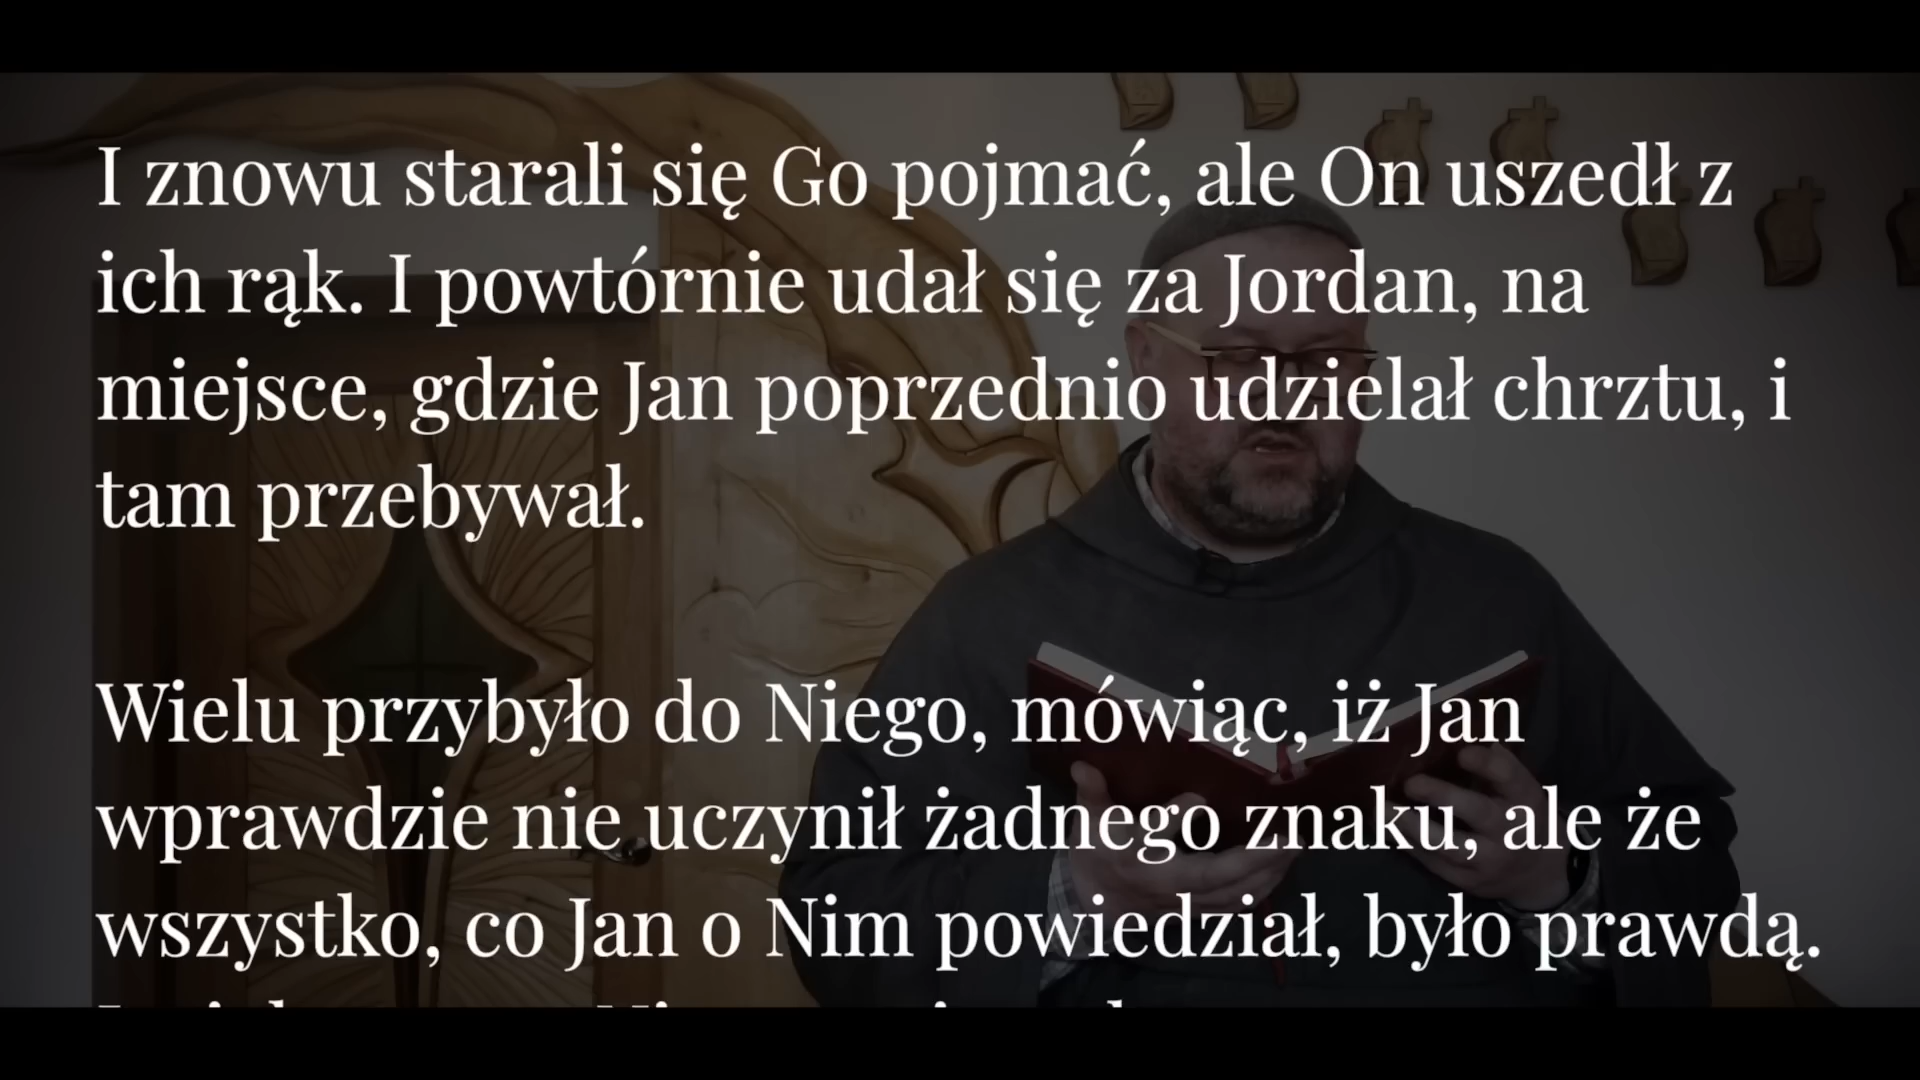 I znowu starali się Go pojmać, ale On uszedł z
ich rąk. I powtórnie udał się za Jordan, na
miejsce, gdzie Jan poprzednio udzielał chrztu, i
tam przebywał.
Wielu przybyło do Niego, mówiąc, iż Jan
wprawdzie nie uczynił żadnego znaku, ale że
wszystko, co Jan o Nim powiedział, było prawdą.